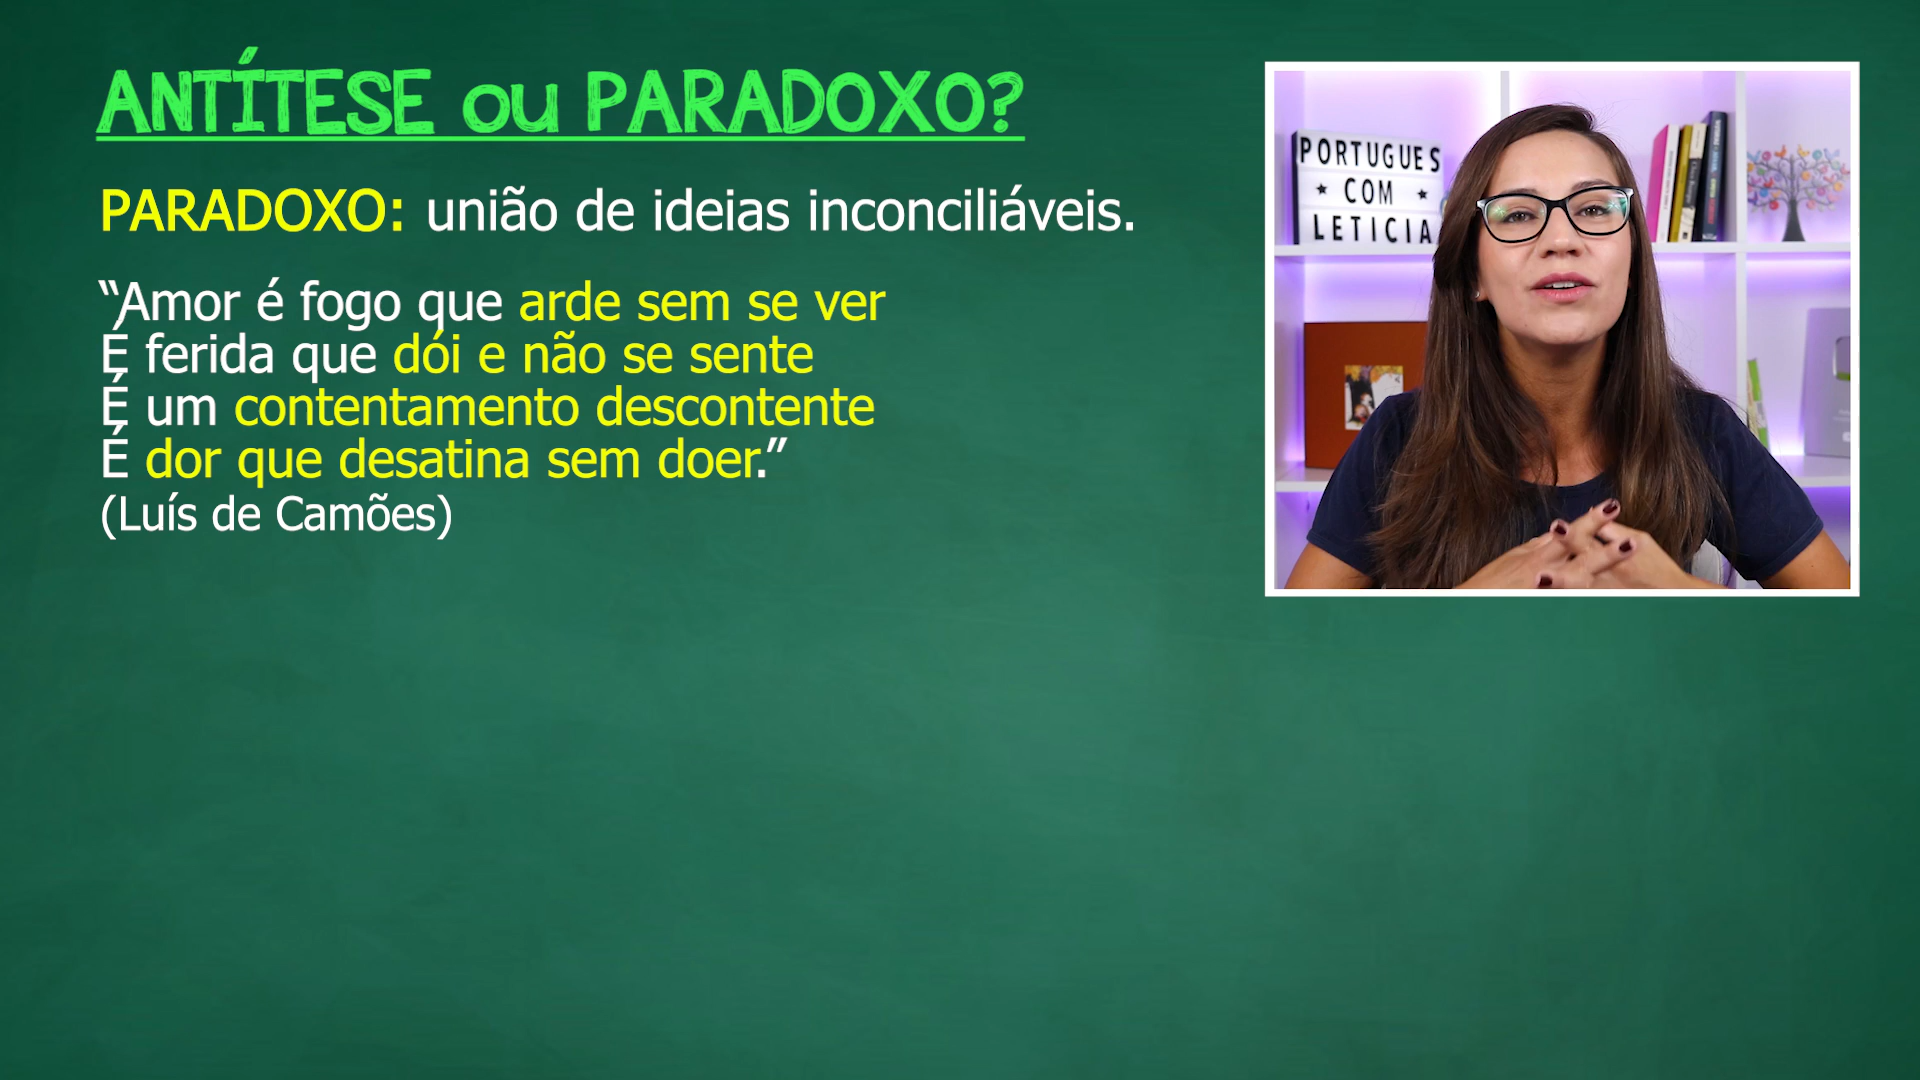 ANTÍTESE ou PARADOXO?
PARADOXO: união de ideias inconciliáveis.
“Amor é fogo que arde sem se ver
É ferida que dói e não se sente
É um contentamento descontente
É dor que desatina sem doer.”
(Luís de Camões)
PORTUGUES
★ COM ★
LETICIA